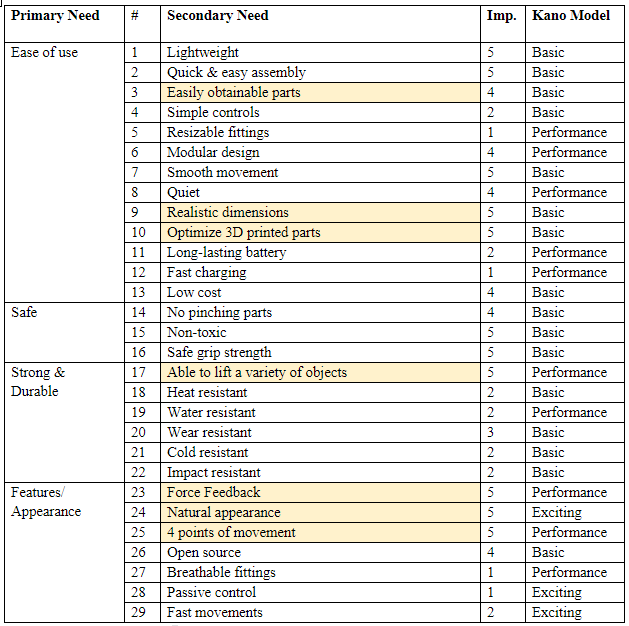 Primary Need # Secondary Need Imp. Kano Model
Ease of use 1 Lightweight 5 Basic
2 Quick & easy assembly 5 Basic
3 Easily obtainable parts 4 Basic
4 Simple controls 2 Basic
5 Resizable fittings 1 Performance
6 Modular design 4 Performance
7 Smooth movement 5 Basic
8 Quiet 4 Performance
9 Realistic dimensions 5 Basic
10 Optimize 3D printed parts 5 Basic
11 Long-lasting battery 2 Performance
12 Fast charging 1 Performance
13 Low cost 4 Basic
Safe 14 No pinching parts 4 Basic
15 Non-toxic 5 Basic
16 Safe grip strength 5 Basic
Strong & 17 Able to lift a variety of objects 5 Performance
Durable 18 Heat resistant 2 Basic
19 Water resistant 2 Performance
20 Wear resistant 3 Basic
21 Cold resistant 2 Basic
22 Impact resistant 2 Basic
Features/ 23 Force Feedback 5 Performance
Appearance 24 Natural appearance 5 Exciting
25 4 points of movement 5 Performance
26 Open source 4 Basic
27 Breathable fittings 1 Performance
28 Passive control 1 Exciting
29 Fast movements 2 Exciting